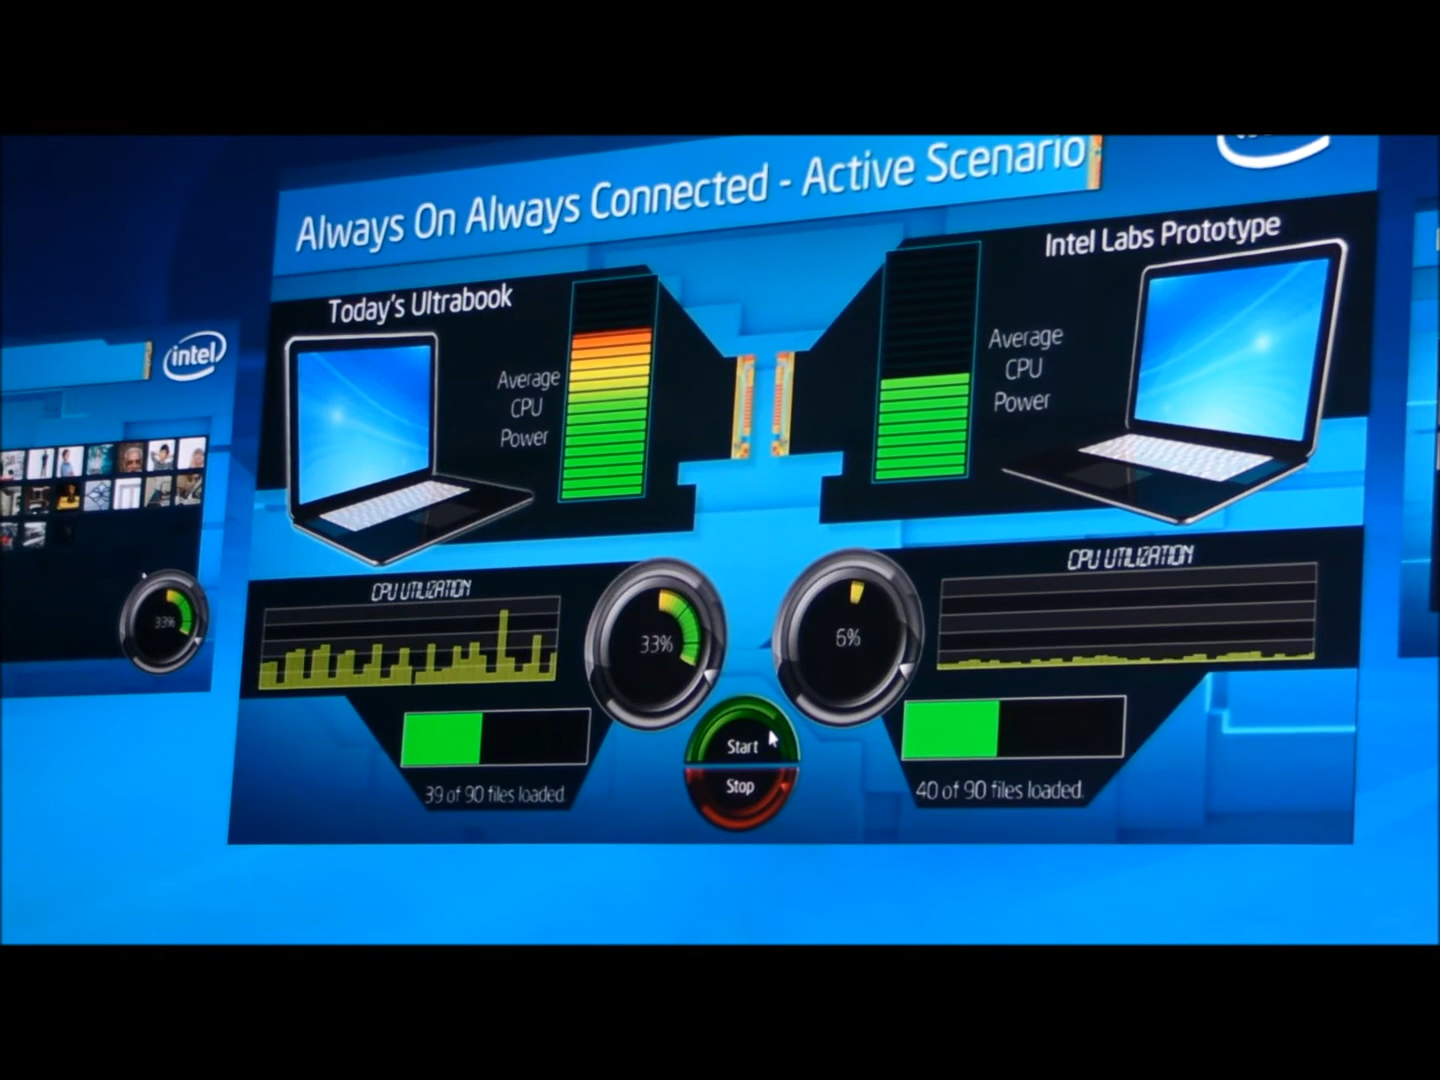 Always On Always Connected - Active Scenario
Intel Labs Prototype
Today's Ultrabook
intel
Average
CPU
Power
Average
CPU
Power
CPU UTILIZATION
CPU UTILIZATION
33%
33%
6%
Start
Stop
39 of 90 files loaded.
40 of 90 files loaded.